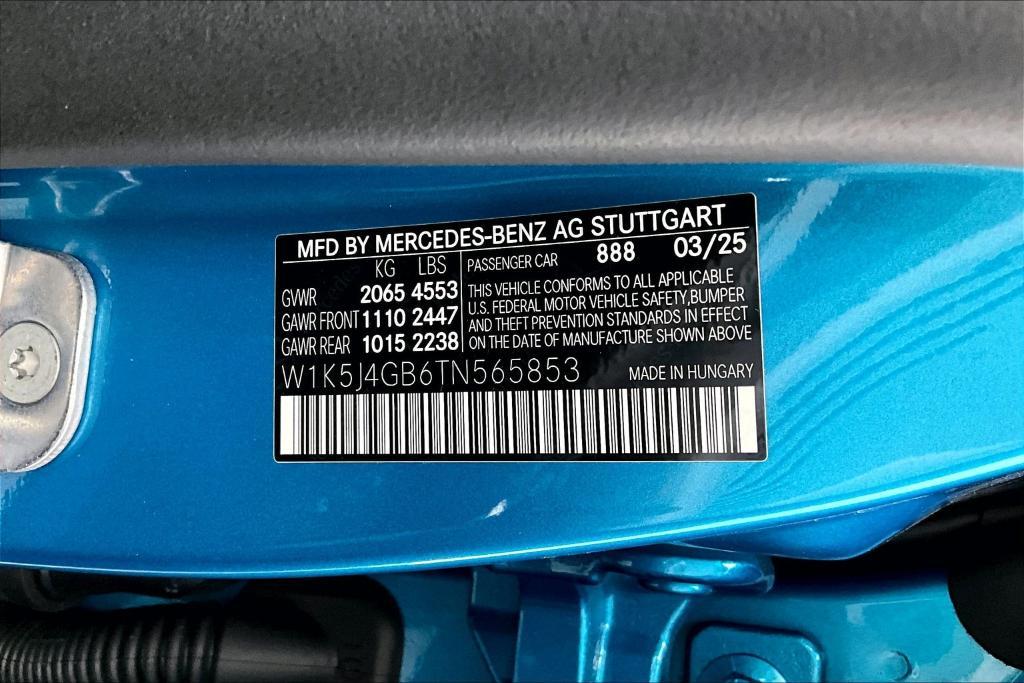 MFD BY MERCEDES-BENZ AG STUTTGART
KG LBS
GVWR 2065 4553
GAWR FRONT 1110 2447
GAWR REAR 1015 2238
PASSENGER CAR 888 03/25
THIS VEHICLE CONFORMS TO ALL APPLICABLE
U.S. FEDERAL MOTOR VEHICLE SAFETY,BUMPER
AND THEFT PREVENTION STANDARDS IN EFFECT
ON THE DATE OF MANUFACTURE SHOWN ABOVE
W1K5J4GB6TN565853 MADE IN HUNGARY